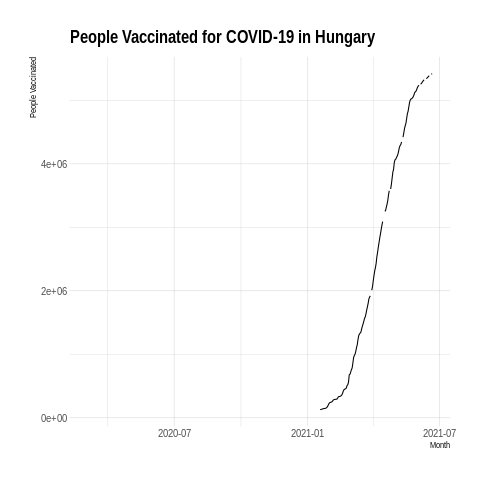 People Vaccinated for COVID-19 in Hungary
People Vaccinated
4e+06
2e+06
0e+00
2020-07
2021-01
2021-07
Month